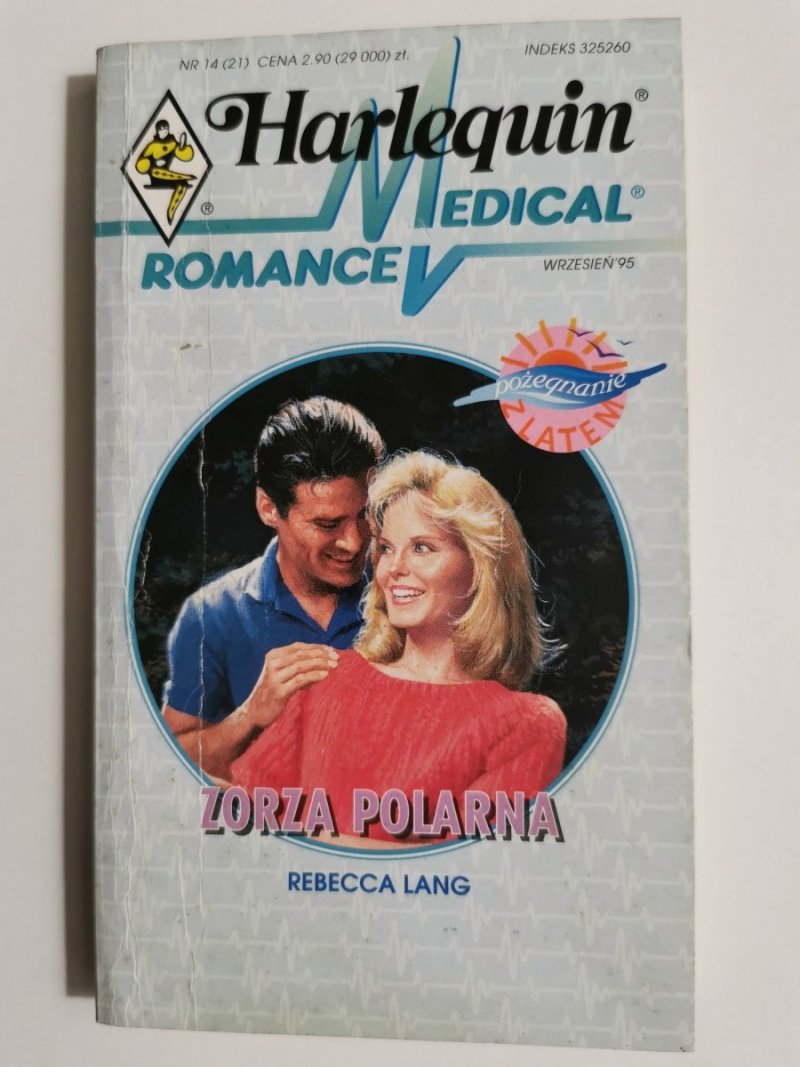 NR 14 (21) CENA 2.90 (29 000) zł.
INDEKS 325260
Harlequin®
®
MEDICAL®
ROMANCE
WRZESIEŃ'95
pożegnanie
Z LATEM
ZORZA POLARNA
REBECCA LANG